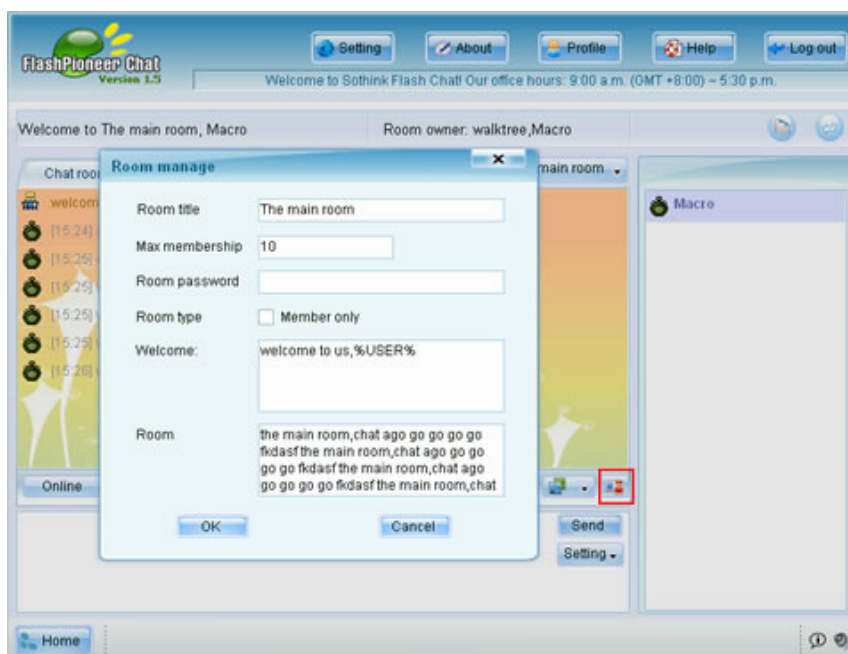 FlashPioneer Chat
Version 1.5
Setting
About
Profile
Help
Log out
Welcome to Sothink Flash Chat! Our office hours: 9:00 a.m. (GMT +8:00) – 5:30 p.m.
Welcome to The main room, Macro
Room owner: walktree,Macro
Chat roo
main room
welcom
[15:24]
[15:25]
[15:25]
[15:25]
[15:25]
[15:26]
Room manage
Room title
The main room
Max membership
10
Room password
Room type
Member only
Welcome:
welcome to us,%USER%
Room
the main room,chat ago go go go go
fkdasf the main room,chat ago go go
go go fkdasf the main room,chat ago
go go go go fkdasf the main room,chat
OK
Cancel
Macro
Online
Send
Setting
Home